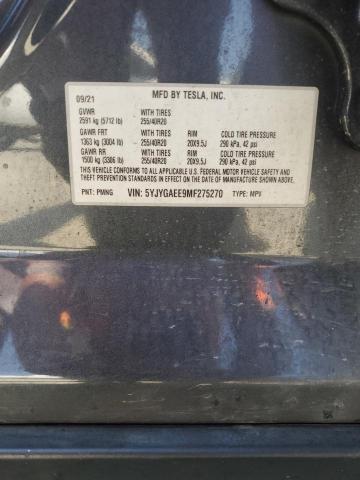 MFD BY TESLA, INC.
09/21
GVWR WITH TIRES
2591 kg (5712 lb) 255/40R20
GAWR FRT WITH TIRES RIM COLD TIRE PRESSURE
1363 kg (3004 lb) 255/40R20 20X9.5J 290 kPa, 42 psi
GAWR RR WITH TIRES RIM COLD TIRE PRESSURE
1500 kg (3306 lb) 255/40R20 20X9.5J 290 kPa, 42 psi
THIS VEHICLE CONFORMS TO ALL APPLICABLE FEDERAL MOTOR VEHICLE SAFETY
AND THEFT PREVENTION STANDARDS IN EFFECT ON THE DATE OF MANUFACTURE SHOWN ABOVE.
PNT: PMNG VIN: 5YJYGAEE9MF275270 TYPE: MPV